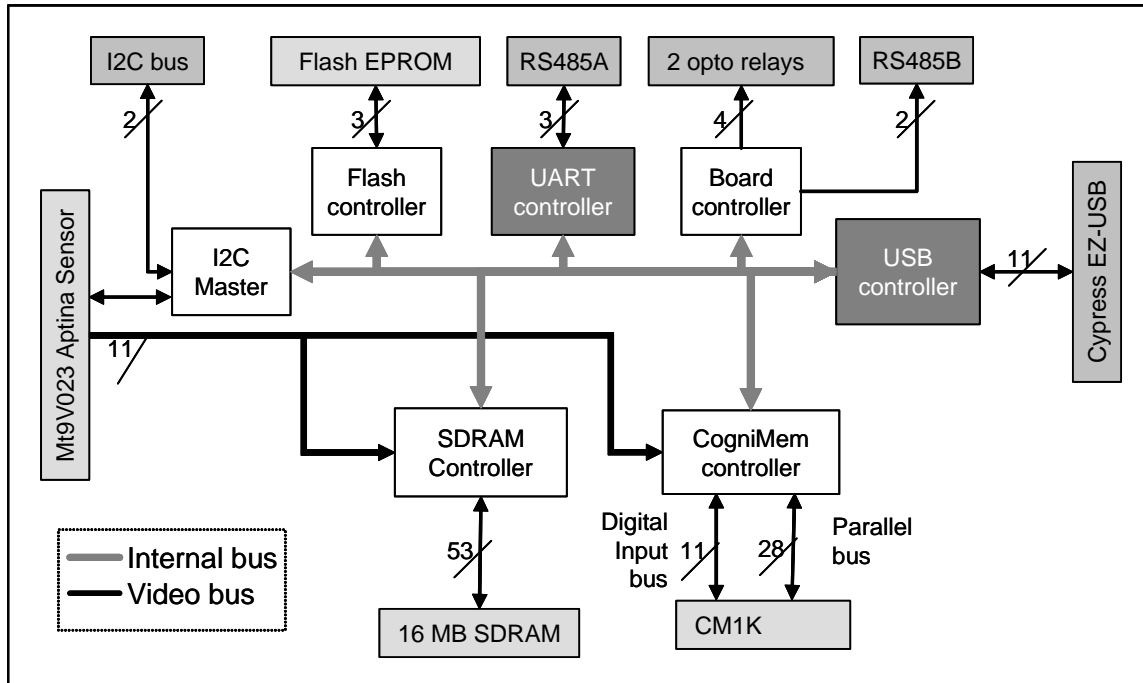 I2C bus
Flash EPROM
RS485A
2 opto relays
RS485B
2
3
3
4
2
Flash
controller
UART
controller
Board
controller
Mt9V023 Aptina Sensor
I2C
Master
USB
controller
11
Cypress EZ-USB
11
SDRAM
Controller
CogniMem
controller
Digital
Input
bus
11
28
Parallel
bus
53
Internal bus
Video bus
16 MB SDRAM
CM1K